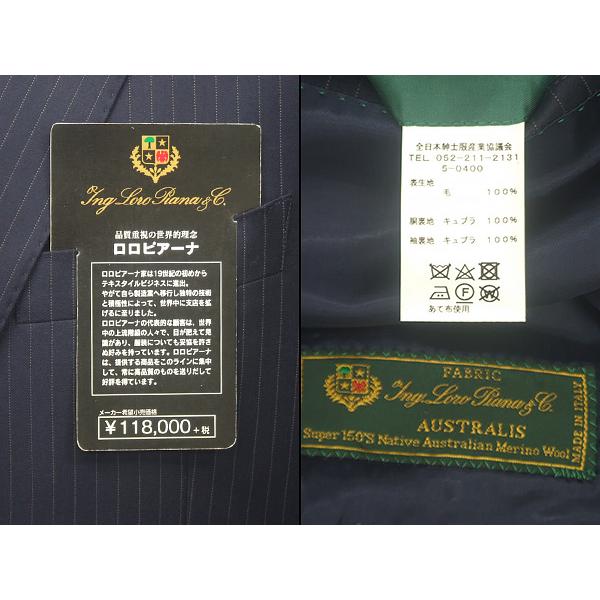 Ing. Loro Piana & C.
品質重視の世界的理念
ロロピアーナ
ロロピアーナ家は19世紀の初めから
テキスタイルビジネスに進出。
やがて自ら製造業へ移行し独特の技術
と積極性によって、世界中に支店を拡
げるに至りました。
ロロピアーナの代表的な顧客は、世界
中の上流階級の人々で、目が肥えて見
識があり、服装についても妥協を許さ
ぬ好みを持っています。ロロピアーナ
は、提供する商品をこのラインに集中
して、常に高品質のものを送りだして
好評を得ています。
メーカー希望小売価格
¥118,000+税
全日本紳士服産業協議会
TEL.052-211-2131
5-0400
表生地
毛 100%
胴裏地 キュプラ 100%
袖裏地 キュプラ 100%
あて布使用
FABRIC
Ing. Loro Piana & C.
AUSTRALIS
Super 150'S Native Australian Merino Wool
MADE IN ITALY